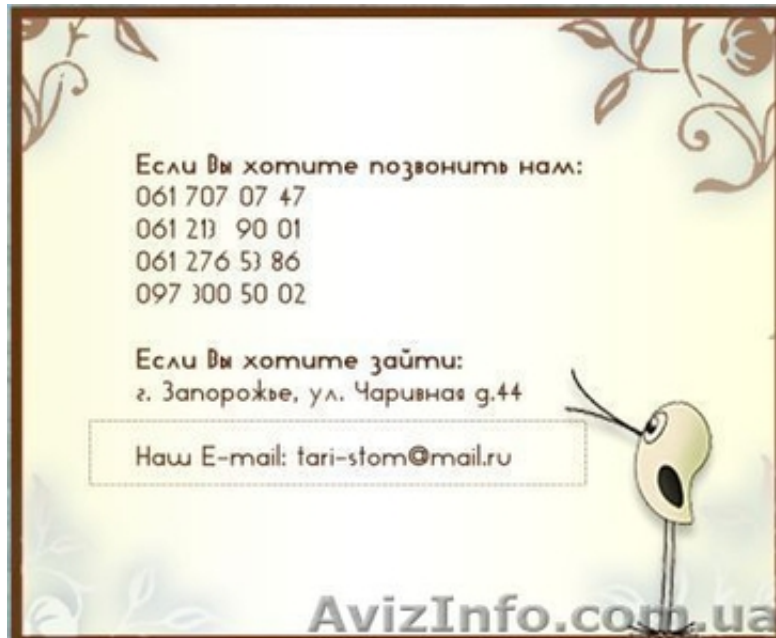 Если Вы хотите позвонить нам:
061 707 07 47
061 213 90 01
061 276 53 86
097 300 50 02
Если Вы хотите зайти:
г. Запорожье, ул. Чаривная д.44
Наш E-mail: tari-stom@mail.ru
AvizInfo.com.ua